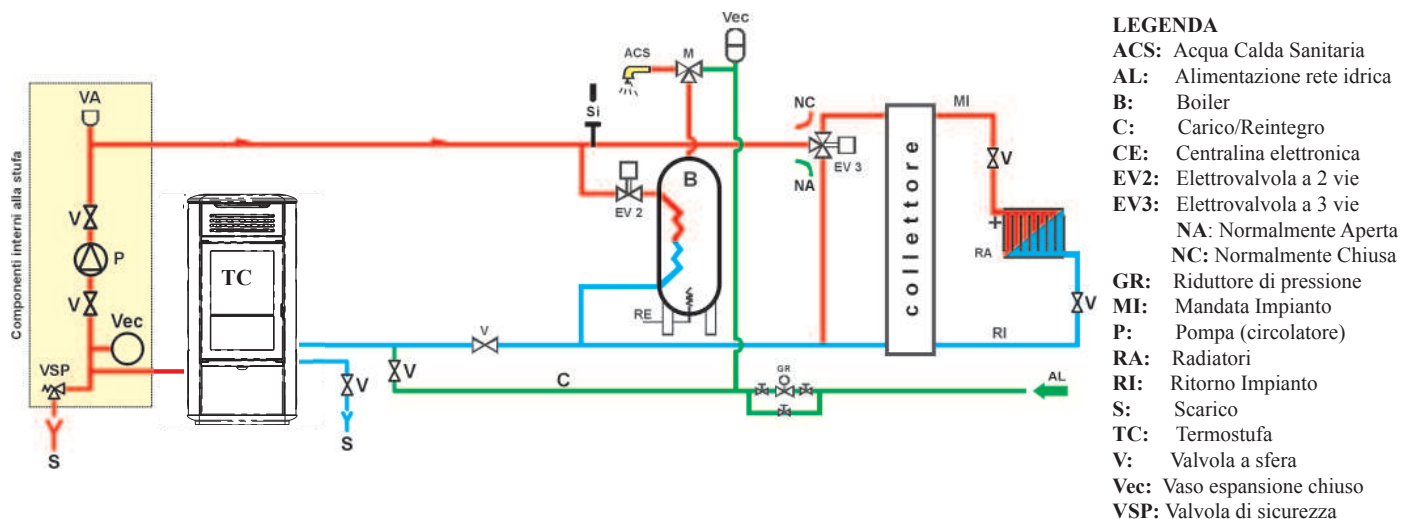 Componenti interni alla stufa
VA
V
P
V
Vec
VSP
S
TC
V
S
V
V
C
ACS
M
Vec
Si
EV 2
B
RE
NC
NA
EV 3
GR
AL
collettore
MI
V
RA
+
V
RI
LEGENDA
ACS: Acqua Calda Sanitaria
AL: Alimentazione rete idrica
B: Boiler
C: Carico/Reintegro
CE: Centralina elettronica
EV2: Elettrovalvola a 2 vie
EV3: Elettrovalvola a 3 vie
NA: Normalmente Aperta
NC: Normalmente Chiusa
GR: Riduttore di pressione
MI: Mandata Impianto
P: Pompa (circolatore)
RA: Radiatori
RI: Ritorno Impianto
S: Scarico
TC: Termostufa
V: Valvola a sfera
Vec: Vaso espansione chiuso
VSP: Valvola di sicurezza